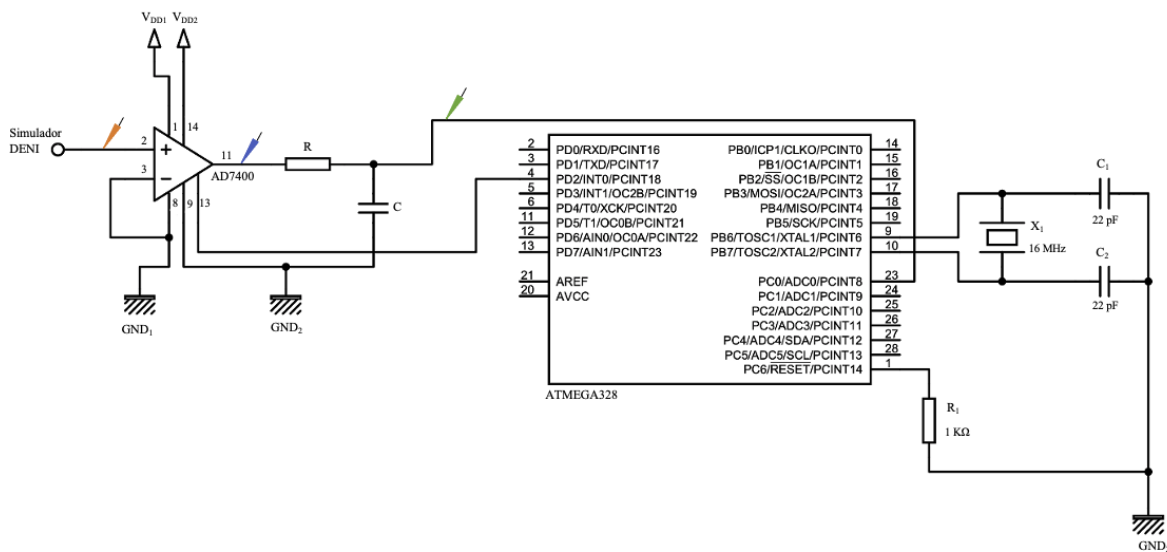 V_DD1 V_DD2
Simulador
DENI
1 14
2
3
+
−
11
AD7400
8 9 13
R
C
GND₁
GND₂
2 PD0/RXD/PCINT16
3 PD1/TXD/PCINT17
4 PD2/INT0/PCINT18
5 PD3/INT1/OC2B/PCINT19
6 PD4/T0/XCK/PCINT20
11 PD5/T1/OC0B/PCINT21
12 PD6/AIN0/OC0A/PCINT22
13 PD7/AIN1/PCINT23
21 AREF
20 AVCC
PB0/ICP1/CLKO/PCINT0 14
PB1/OC1A/PCINT1 15
PB2/SS/OC1B/PCINT2 16
PB3/MOSI/OC2A/PCINT3 17
PB4/MISO/PCINT4 18
PB5/SCK/PCINT5 19
PB6/TOSC1/XTAL1/PCINT6 9
PB7/TOSC2/XTAL2/PCINT7 10
PC0/ADC0/PCINT8 23
PC1/ADC1/PCINT9 24
PC2/ADC2/PCINT10 25
PC3/ADC3/PCINT11 26
PC4/ADC4/SDA/PCINT12 27
PC5/ADC5/SCL/PCINT13 28
PC6/RESET/PCINT14 1
ATMEGA328
C₁
22 pF
X₁
16 MHz
C₂
22 pF
R₁
1 KΩ
GND